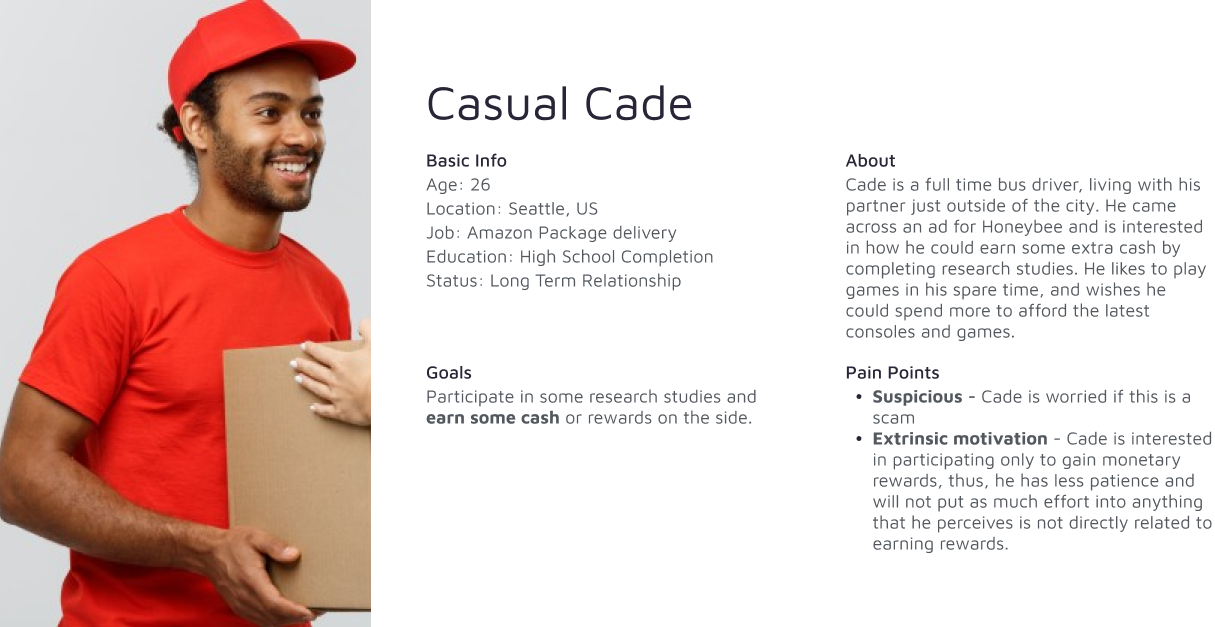 Casual Cade
Basic Info
Age: 26
Location: Seattle, US
Job: Amazon Package delivery
Education: High School Completion
Status: Long Term Relationship
About
Cade is a full time bus driver, living with his
partner just outside of the city. He came
across an ad for Honeybee and is interested
in how he could earn some extra cash by
completing research studies. He likes to play
games in his spare time, and wishes he
could spend more to afford the latest
consoles and games.
Goals
Participate in some research studies and
earn some cash or rewards on the side.
Pain Points
• Suspicious - Cade is worried if this is a
scam
• Extrinsic motivation - Cade is interested
in participating only to gain monetary
rewards, thus, he has less patience and
will not put as much effort into anything
that he perceives is not directly related to
earning rewards.